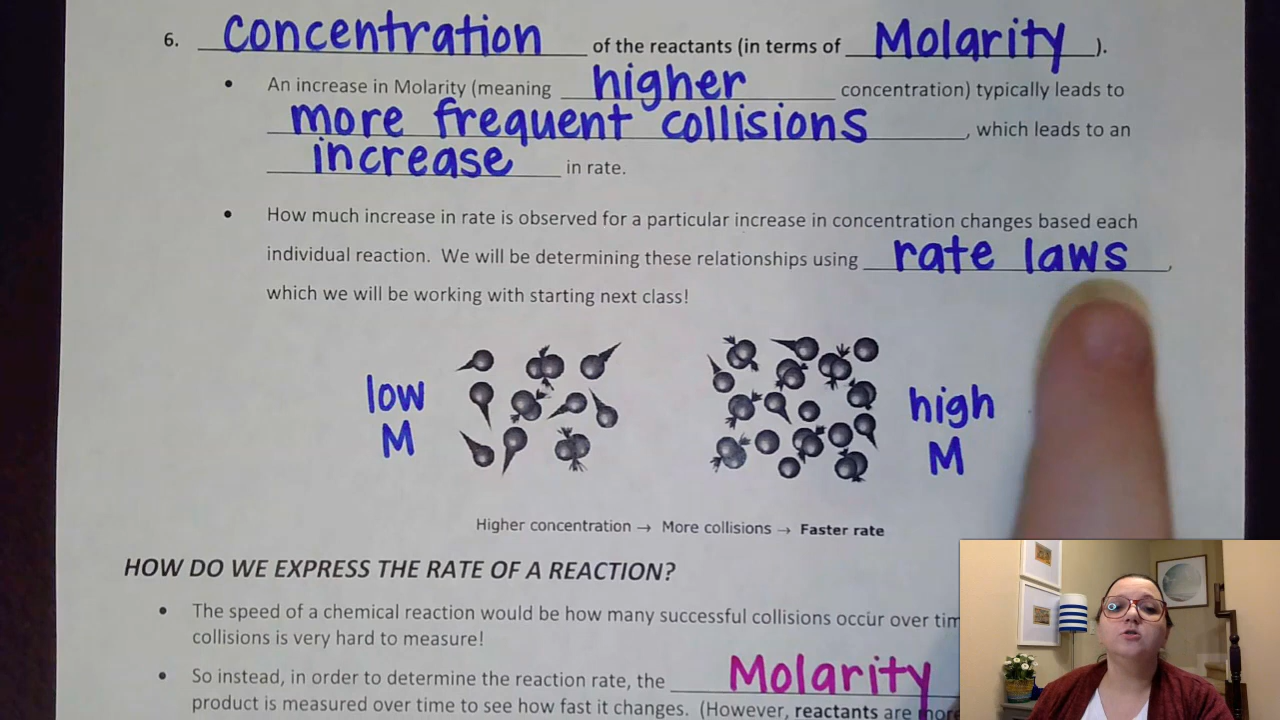 6. concentration of the reactants (in terms of Molarity ).
• An increase in Molarity (meaning higher concentration) typically leads to
more frequent collisions, which leads to an
increase in rate.
• How much increase in rate is observed for a particular increase in concentration changes based each
individual reaction. We will be determining these relationships using rate laws,
which we will be working with starting next class!
low
M
high
M
Higher concentration → More collisions → Faster rate
HOW DO WE EXPRESS THE RATE OF A REACTION?
• The speed of a chemical reaction would be how many successful collisions occur over
collisions is very hard to measure!
• So instead, in order to determine the reaction rate, the Molarity
product is measured over time to see how fast it changes. (However, reactants are more